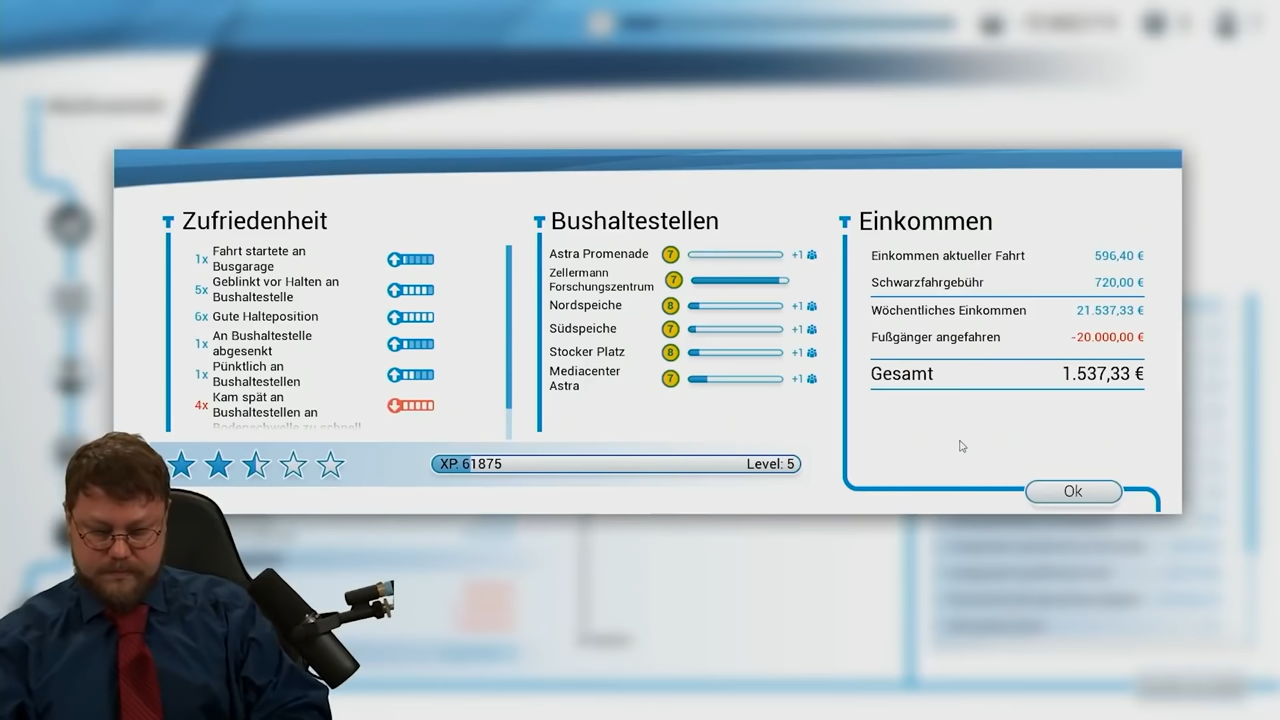 Zufriedenheit
1x Fahrt startete an
Busgarage
5x Geblinkt vor Halten an
Bushaltestelle
6x Gute Halteposition
1x An Bushaltestelle
abgesenkt
1x Pünktlich an
Bushaltestellen
4x Kam spät an
Bushaltestellen an
Bodenschwelle zu schnell
XP: 61875
Level: 5
Bushaltestellen
Astra Promenade 7 +1
Zellermann
Forschungszentrum 7
Nordspeiche 8 +1
Südspeiche 7 +1
Stocker Platz 8 +1
Mediacenter
Astra 7 +1
Einkommen
Einkommen aktueller Fahrt 596,40 €
Schwarzfahrgebühr 720,00 €
Wöchentliches Einkommen 21.537,33 €
Fußgänger angefahren -20.000,00 €
Gesamt 1.537,33 €
Ok